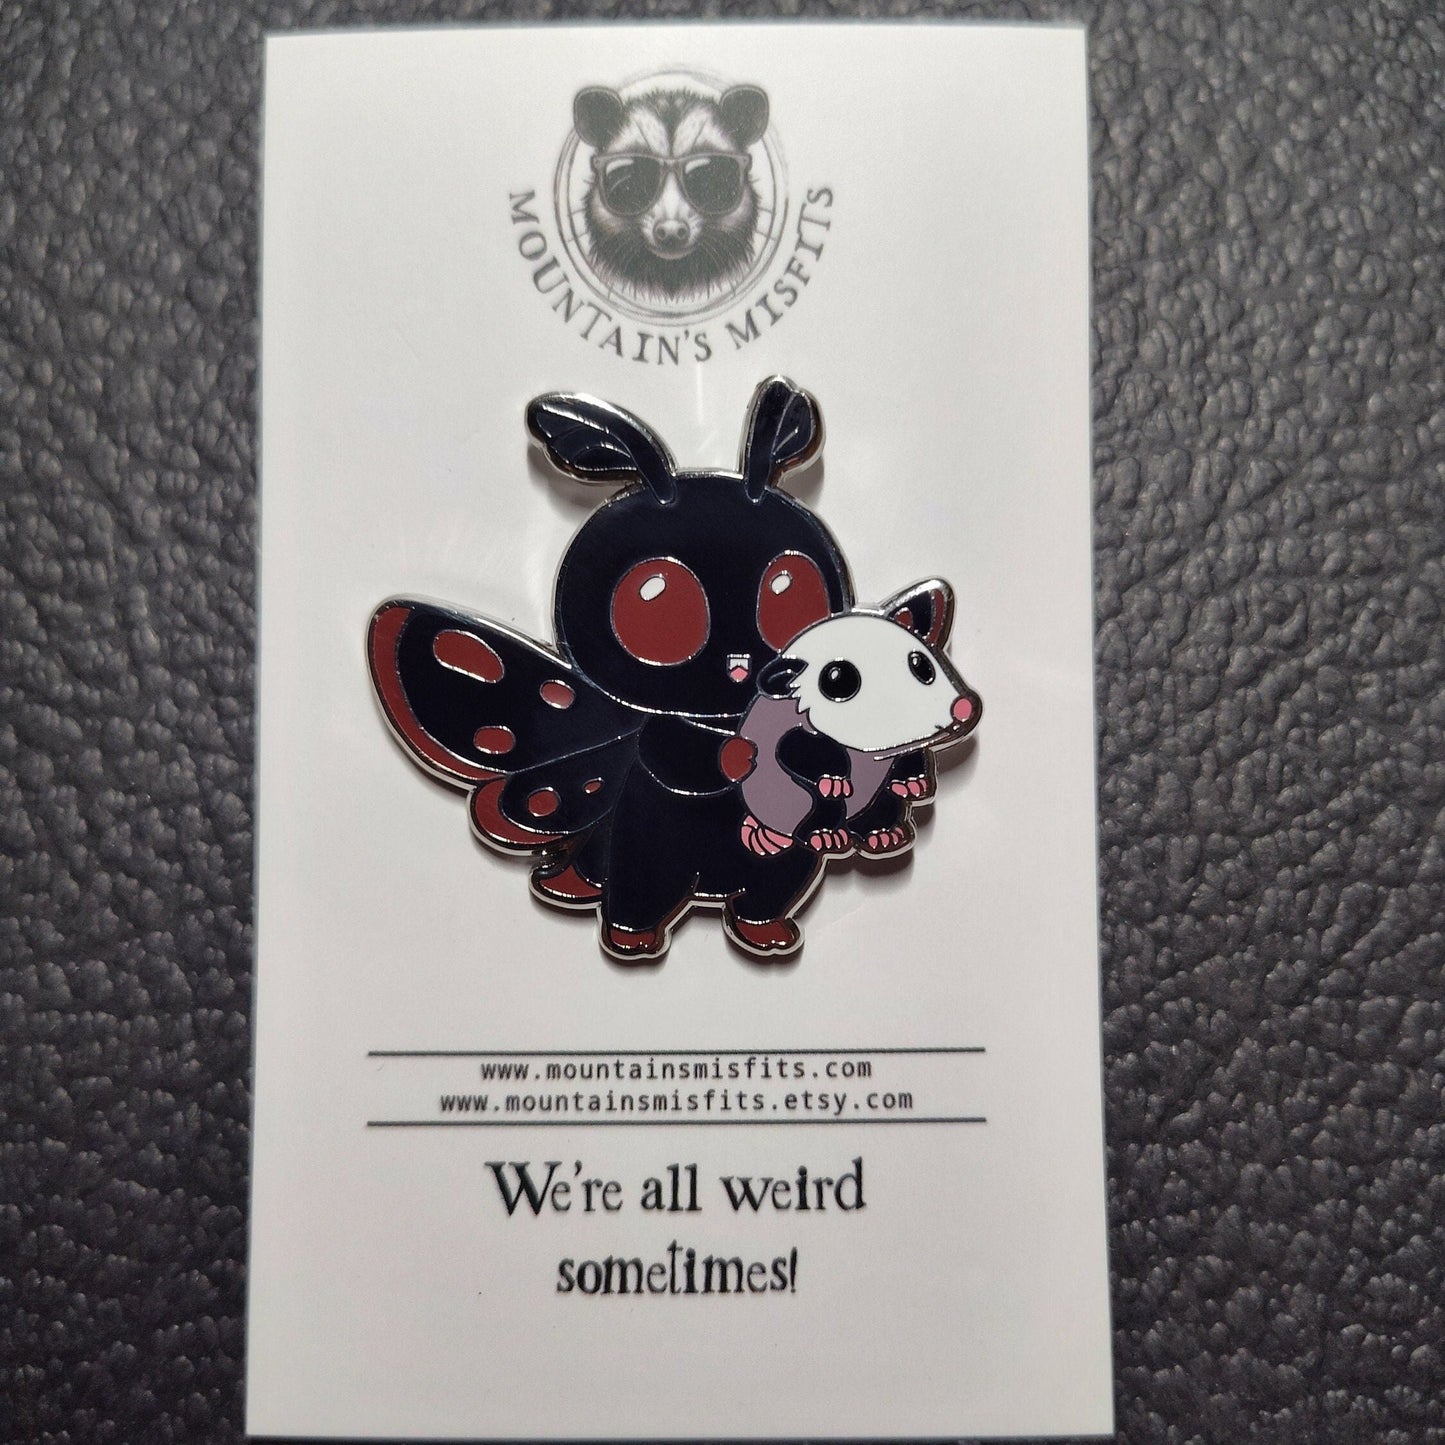 MOUNTAIN'S MISFITS
www.mountainsmisfits.com
www.mountainsmisfits.etsy.com
We're all weird
sometimes!